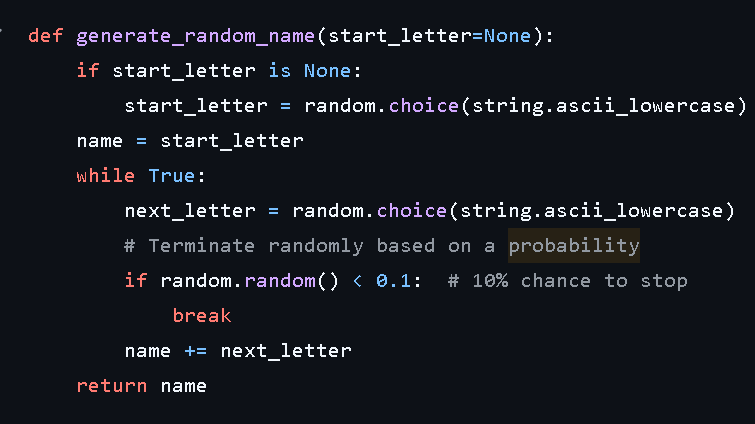 def generate_random_name(start_letter=None):
    if start_letter is None:
        start_letter = random.choice(string.ascii_lowercase)
    name = start_letter
    while True:
        next_letter = random.choice(string.ascii_lowercase)
        # Terminate randomly based on a probability
        if random.random() < 0.1:  # 10% chance to stop
            break
        name += next_letter
    return name